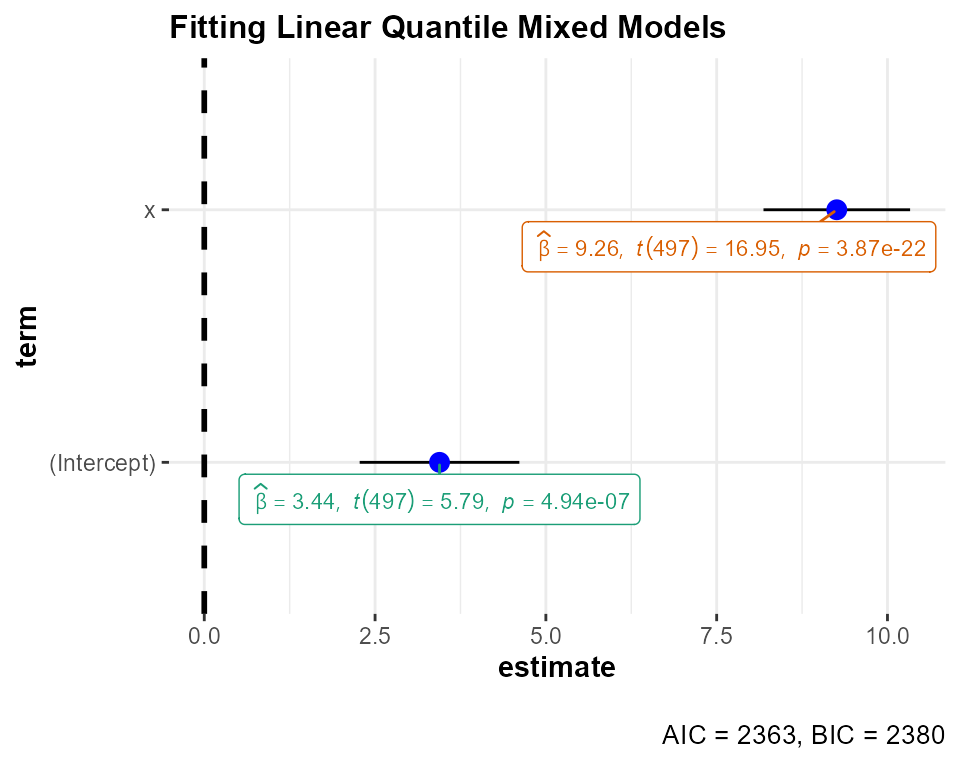 Fitting Linear Quantile Mixed Models
x
β̂ = 9.26, t(497) = 16.95, p = 3.87e-22
term
(Intercept)
β̂ = 3.44, t(497) = 5.79, p = 4.94e-07
0.0 2.5 5.0 7.5 10.0
estimate
AIC = 2363, BIC = 2380